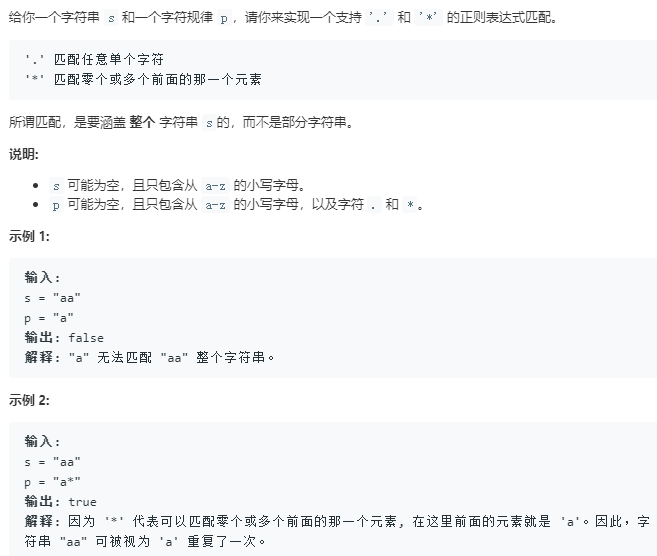 给你一个字符串 s 和一个字符规律 p，请你来实现一个支持 '.' 和 '*' 的正则表达式匹配。
'.' 匹配任意单个字符
'*' 匹配零个或多个前面的那一个元素
所谓匹配，是要涵盖 整个 字符串 s 的，而不是部分字符串。
说明:
s 可能为空，且只包含从 a-z 的小写字母。
p 可能为空，且只包含从 a-z 的小写字母，以及字符 . 和 *。
示例 1:
输入:
s = "aa"
p = "a"
输出: false
解释: "a" 无法匹配 "aa" 整个字符串。
示例 2:
输入:
s = "aa"
p = "a*"
输出: true
解释: 因为 '*' 代表可以匹配零个或多个前面的那一个元素, 在这里前面的元素就是 'a'。因此，字
符串 "aa" 可被视为 'a' 重复了一次。